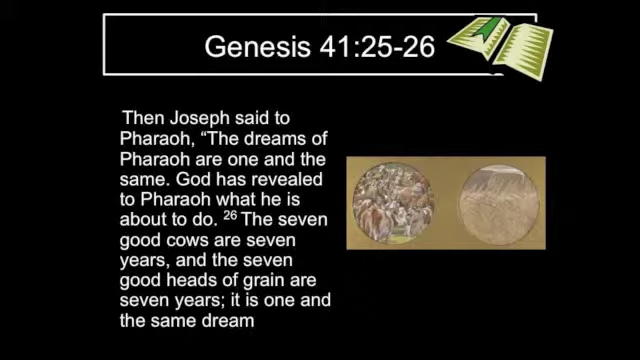 Genesis 41:25-26
Then Joseph said to
Pharaoh, “The dreams of
Pharaoh are one and the
same. God has revealed
to Pharaoh what he is
about to do. 26 The seven
good cows are seven
years, and the seven
good heads of grain are
seven years; it is one and
the same dream